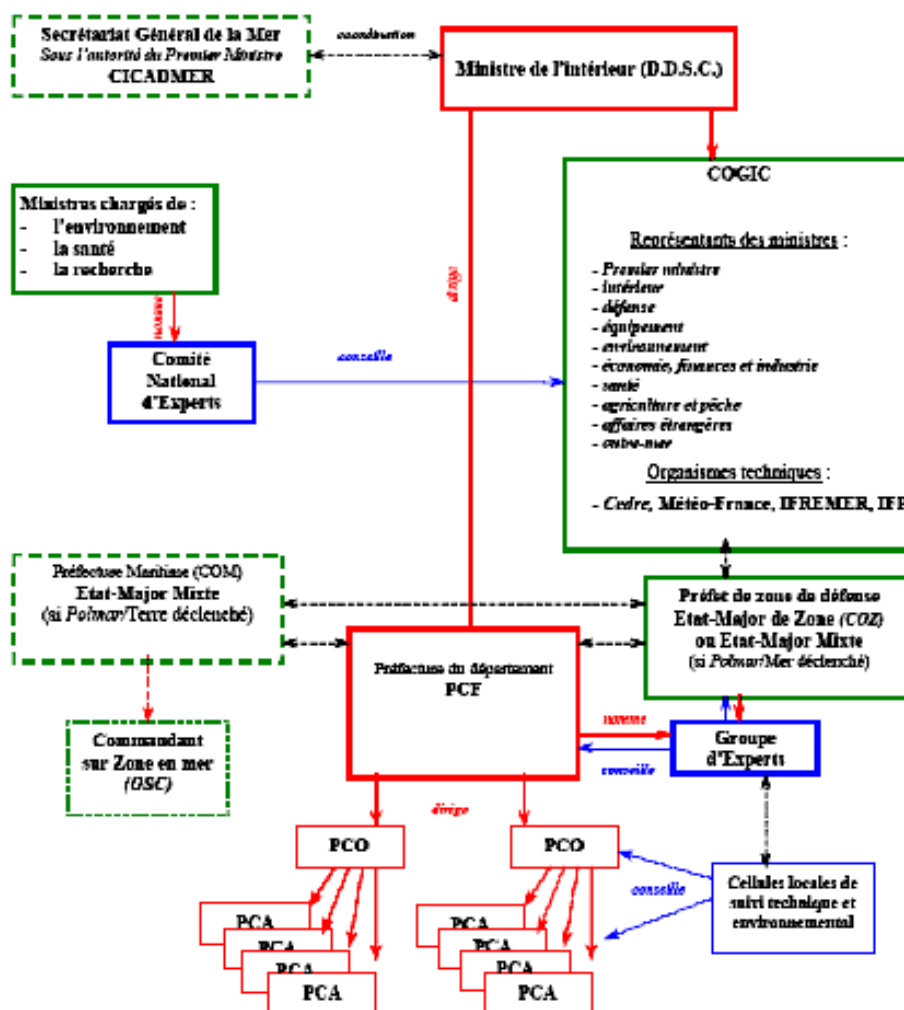 Secrétariat Général de la Mer
Sous l'autorité du Premier Ministre
CICADMER
coordination
Ministre de l'intérieur (D.D.S.C.)
COGIC
Représentants des ministres :
- Premier ministre
- intérieur
- défense
- équipement
- environnement
- économie, finances et industrie
- santé
- agriculture et pêche
- affaires étrangères
- outre-mer
Organismes techniques :
- Cedre, Météo-France, IFREMER, IFP
Ministres chargés de :
- l'environnement
- la santé
- la recherche
nomme
dirige
Comité
National
d'Experts
conseille
Préfecture Maritime (COM)
Etat-Major Mixte
(si Polmar/Terre déclenché)
Préfet de zone de défense
Etat-Major de Zone (COZ)
ou Etat-Major Mixte
(si Polmar/Mer déclenché)
Préfecture du département
PCF
nomme
conseille
Groupe
d'Experts
Commandant
sur Zone en mer
(OSC)
dirige
PCO
PCO
conseille
Cellules locales de
suivi technique et
environnemental
PCA
PCA
PCA
PCA
PCA
PCA
PCA
PCA